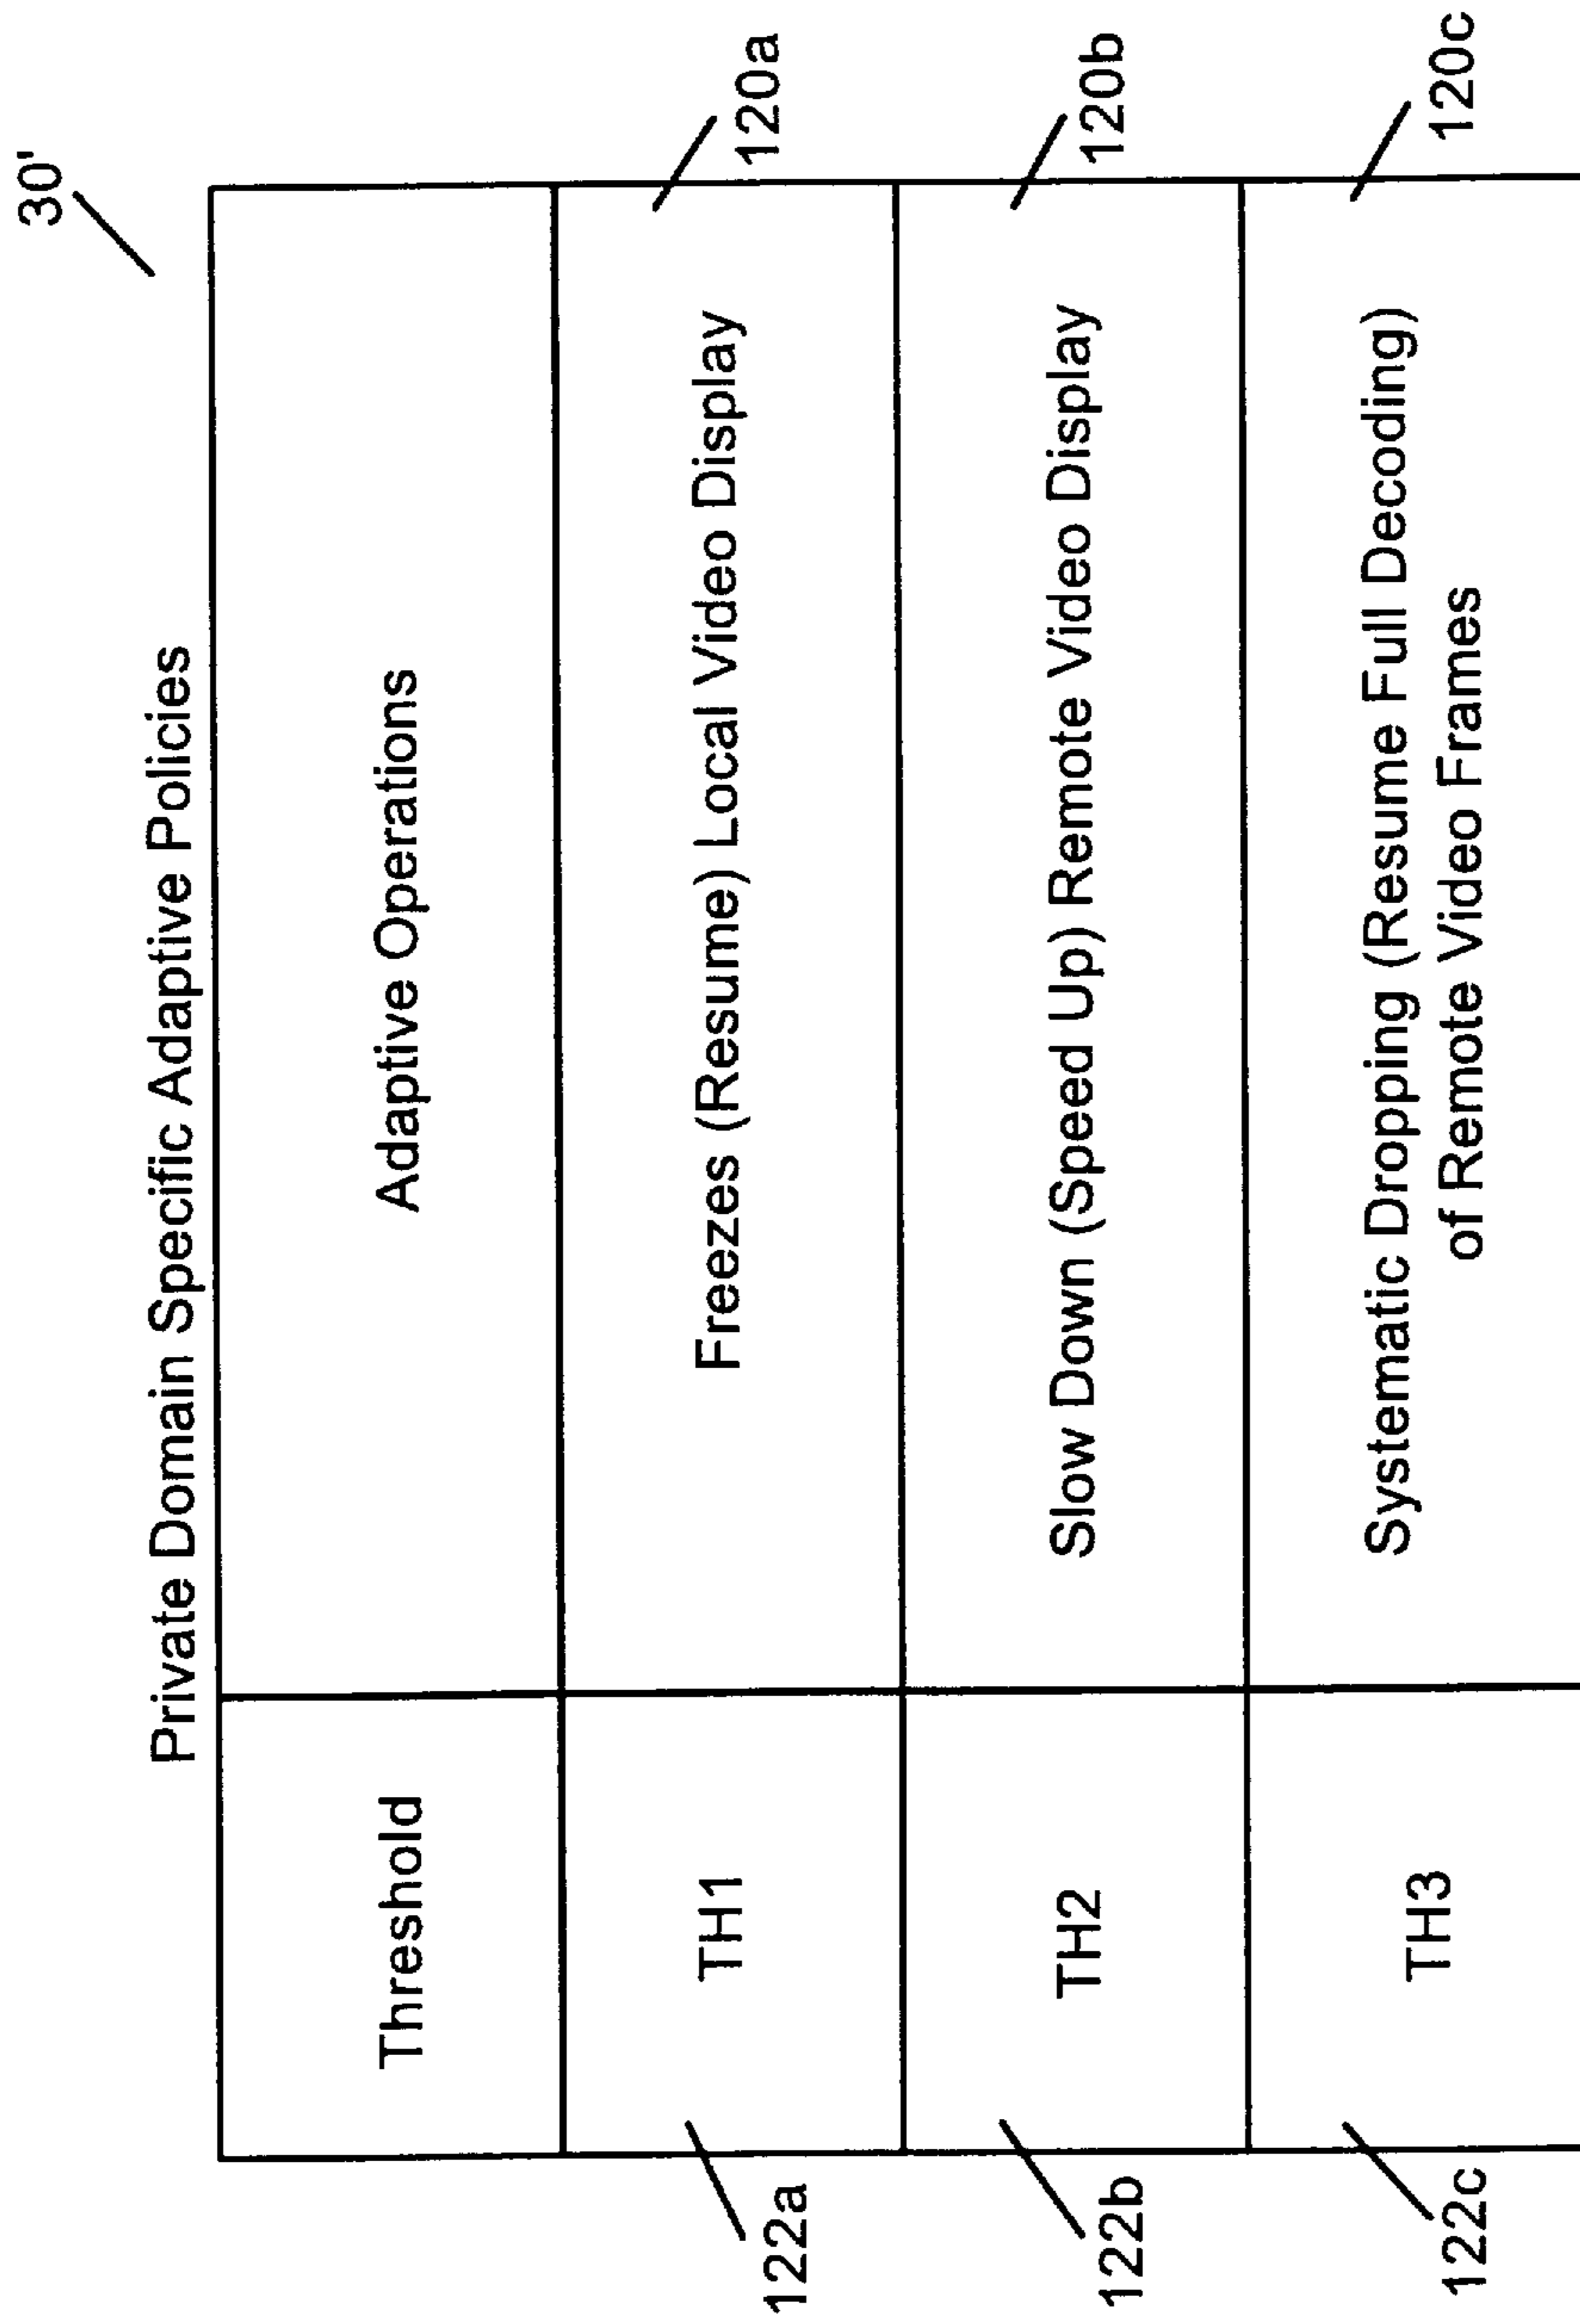 30'
Private Domain Specific Adaptive Policies
Threshold
Adaptive Operations
122a
TH1
Freezes (Resume) Local Video Display
120a
122b
TH2
Slow Down (Speed Up) Remote Video Display
120b
122c
TH3
Systematic Dropping (Resume Full Decoding)
of Remote Video Frames
120c